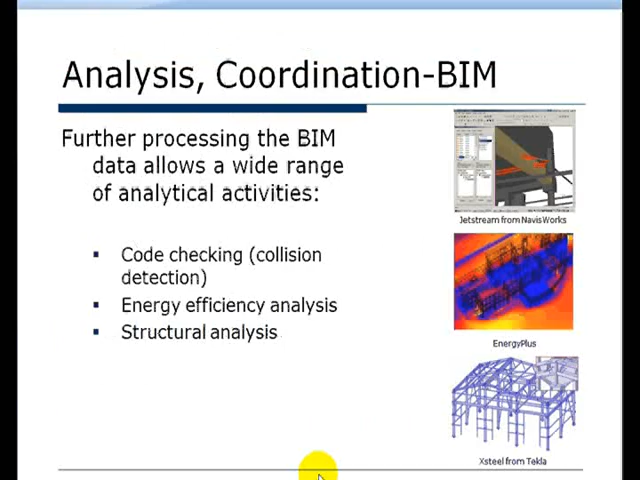 Analysis, Coordination-BIM
Further processing the BIM
data allows a wide range
of analytical activities:
▪ Code checking (collision
detection)
▪ Energy efficiency analysis
▪ Structural analysis
Jetstream from NavisWorks
EnergyPlus
Xsteel from Tekla